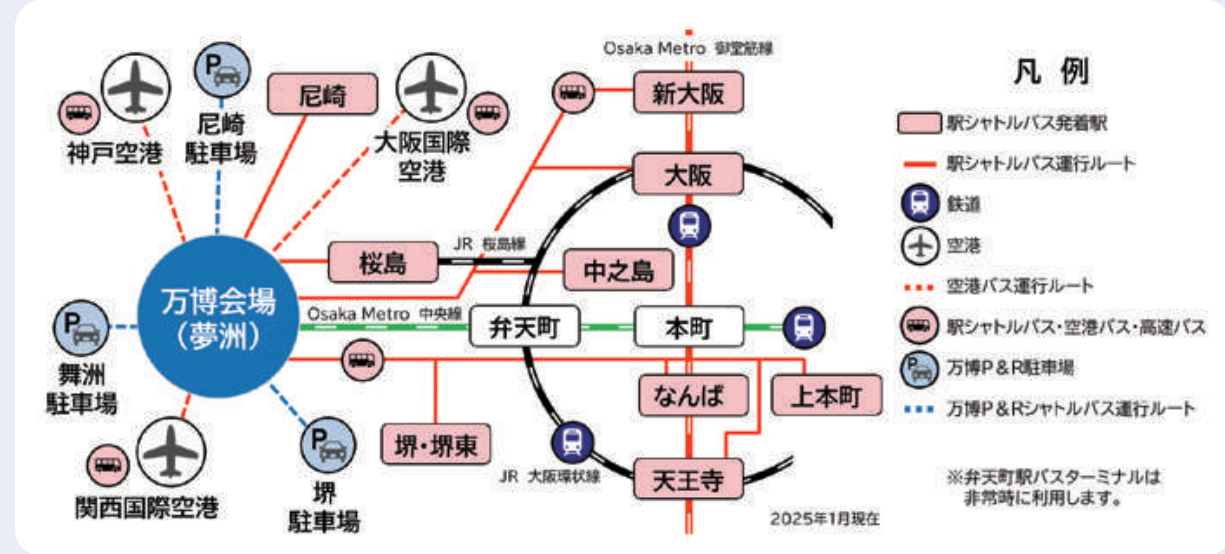 Osaka Metro 御堂筋線
P
尼崎
駐車場
尼崎
神戸空港
大阪国際
空港
新大阪
大阪
JR 桜島線
桜島
中之島
万博会場
(夢洲)
Osaka Metro 中央線
弁天町
本町
P
舞洲
駐車場
なんば
上本町
堺・堺東
P
堺
駐車場
関西国際空港
JR 大阪環状線
天王寺
2025年1月現在
凡 例
駅シャトルバス発着駅
駅シャトルバス運行ルート
鉄道
空港
空港バス運行ルート
駅シャトルバス・空港バス・高速バス
P
万博P&R駐車場
万博P&Rシャトルバス運行ルート
※弁天町駅バスターミナルは
非常時に利用します。